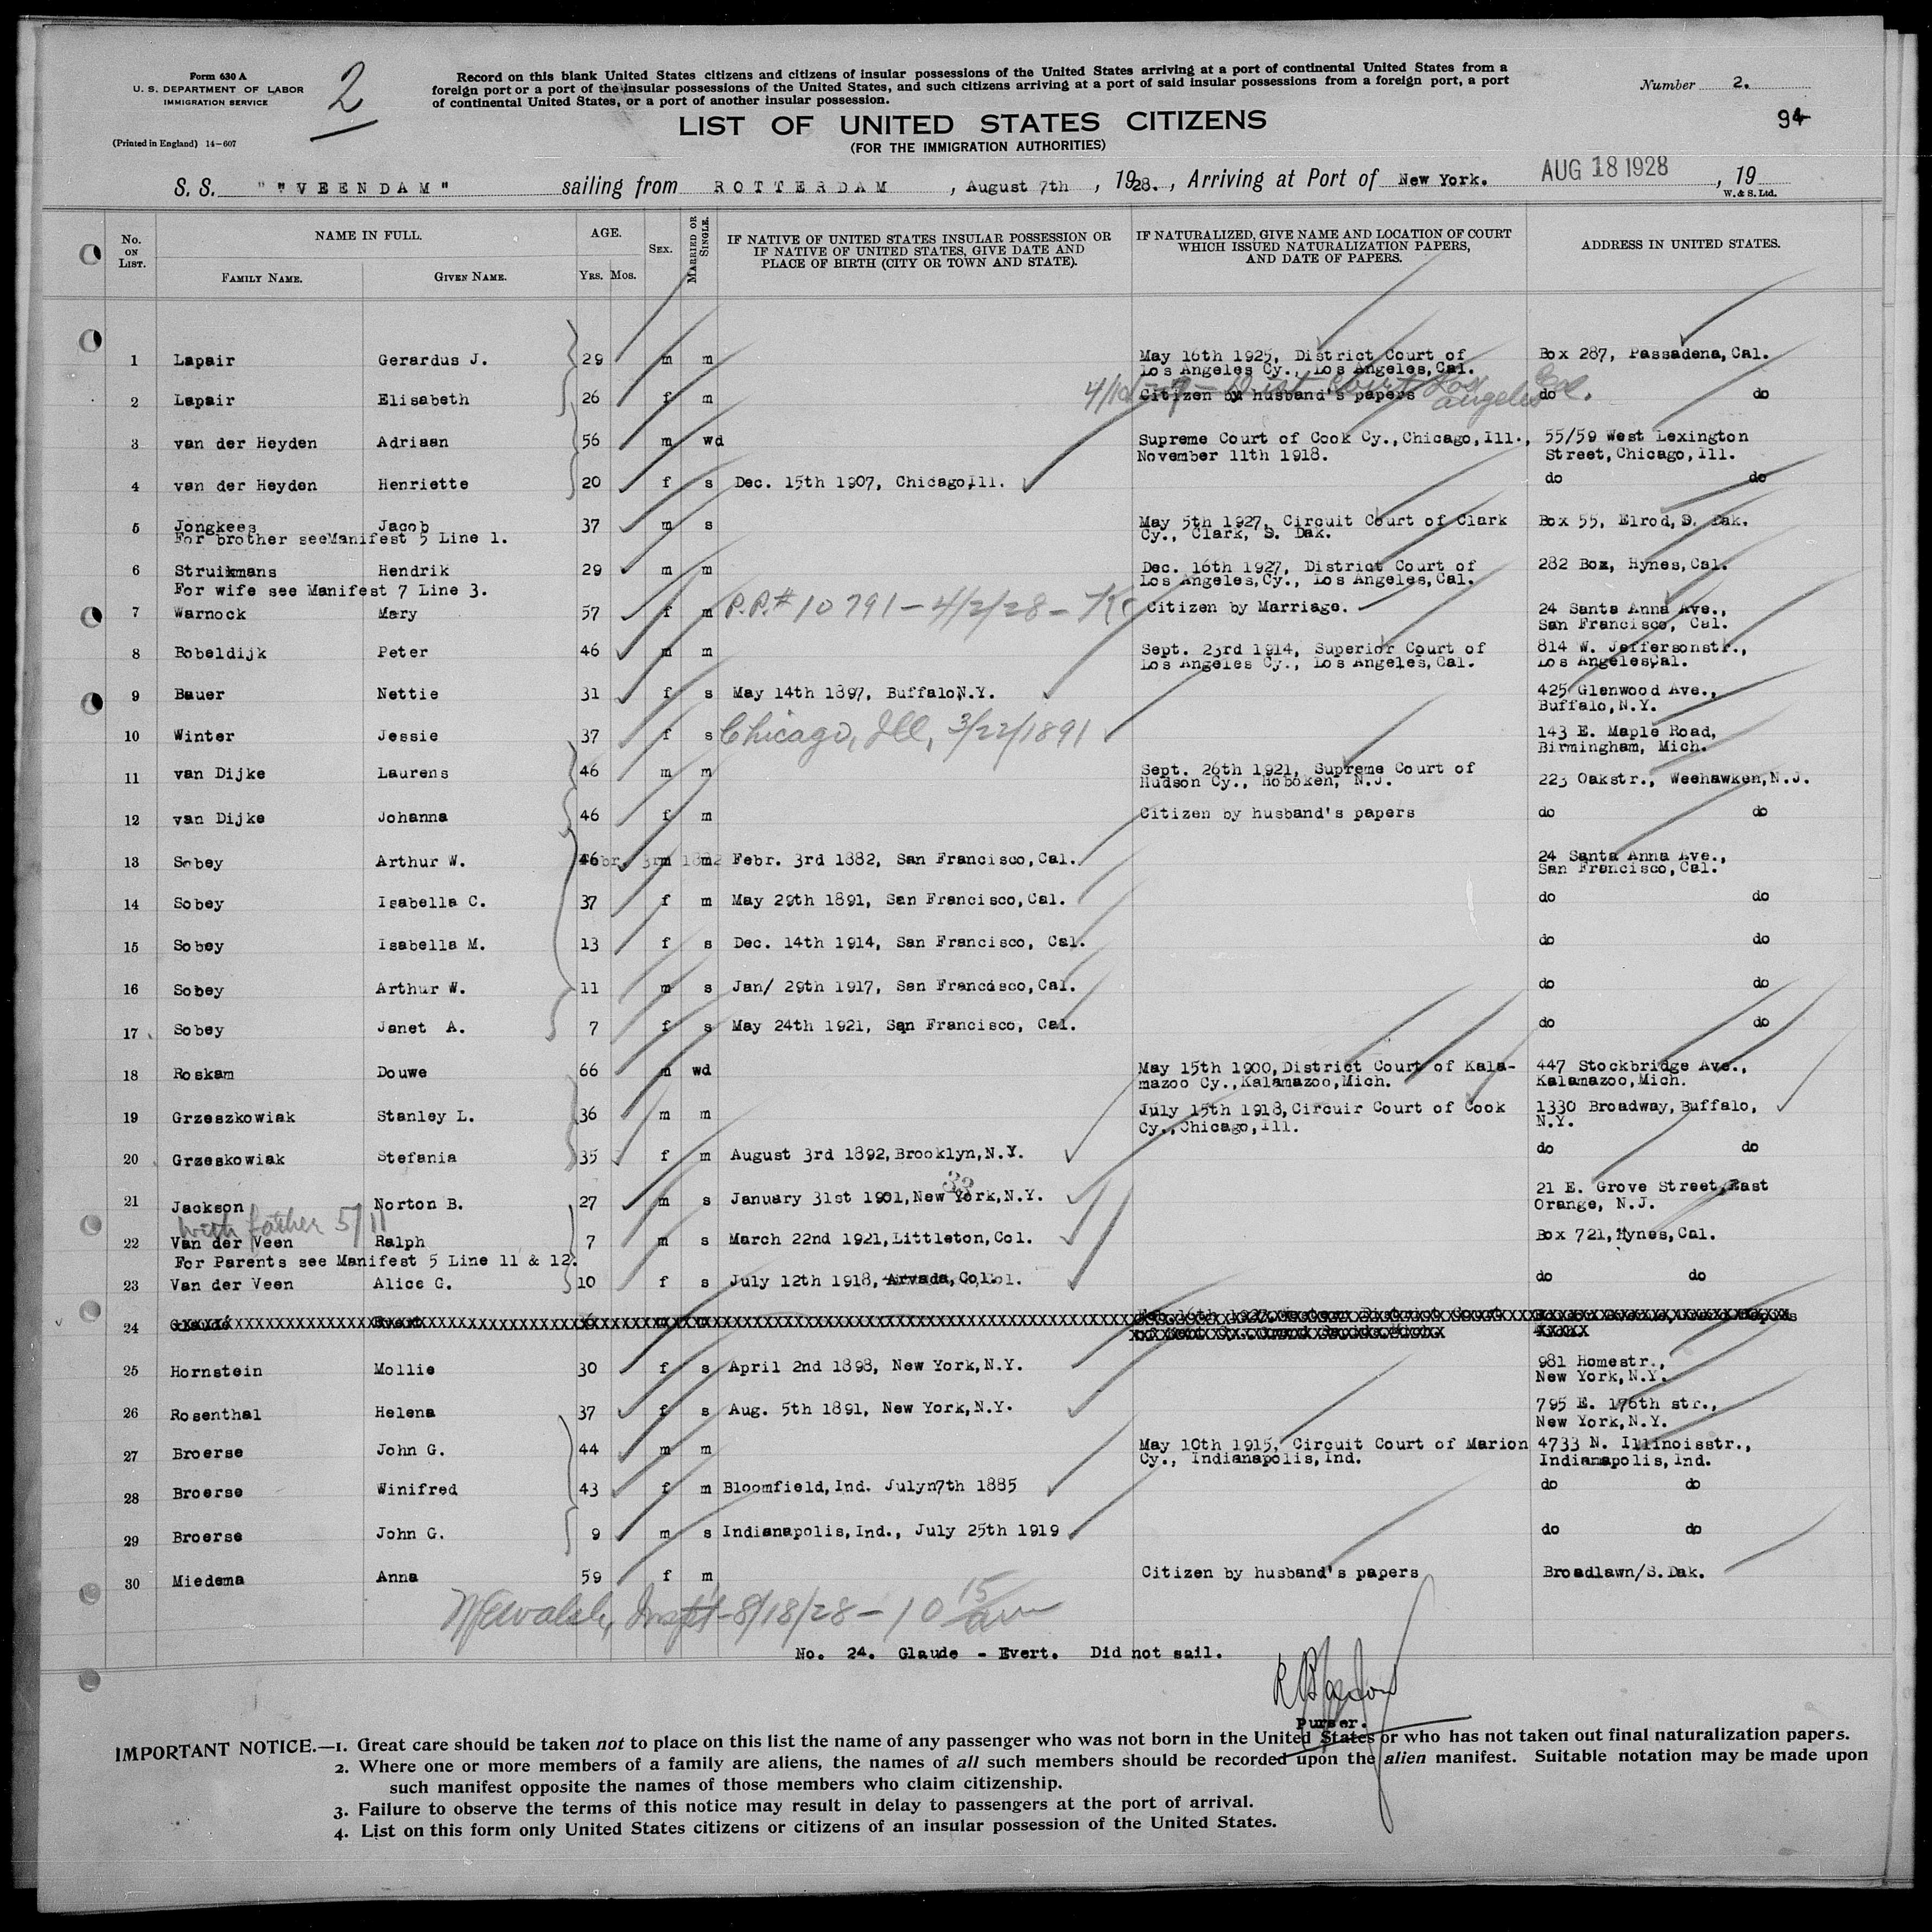 Form 630 A
U. S. DEPARTMENT OF LABOR
IMMIGRATION SERVICE
(Printed in England) 14-607
2
Record on this blank United States citizens and citizens of insular possessions of the United States arriving at a port of continental United States from a
foreign port or a port of the insular possessions of the United States, and such citizens arriving at a port of said insular possessions from a foreign port, a port
of continental United States, or a port of another insular possession.
Number 2.
94
LIST OF UNITED STATES CITIZENS
(FOR THE IMMIGRATION AUTHORITIES)
S. S. ""VEENDAM" sailing from ROTTERDAM, August 7th, 1928., Arriving at Port of New York. AUG 18 1928, 19
W. & S. Ltd.
No. ON LIST.
NAME IN FULL.
FAMILY NAME.
GIVEN NAME.
AGE.
YRS.
MOS.
SEX.
MARRIED OR SINGLE.
IF NATIVE OF UNITED STATES INSULAR POSSESSION OR
IF NATIVE OF UNITED STATES, GIVE DATE AND
PLACE OF BIRTH (CITY OR TOWN AND STATE).
IF NATURALIZED, GIVE NAME AND LOCATION OF COURT
WHICH ISSUED NATURALIZATION PAPERS,
AND DATE OF PAPERS.
ADDRESS IN UNITED STATES.
1 Lapair Gerardus J. 29 m m May 16th 1925, District Court of Box 287, Passadena, Cal.
Los Angeles Cy., Los Angeles, Cal.
Dist Court Los Angeles Cal.
2 Lapair Elisabeth 26 f m Citizen by husband's papers do do
3 van der Heyden Adriaan 56 m wd Supreme Court of Cook Cy., Chicago, Ill., 55/59 West Lexington
November 11th 1918. Street, Chicago, Ill.
4 van der Heyden Henriette 20 f s Dec. 15th 1907, Chicago,Ill. do do
5 Jongkees Jacob 37 m s May 5th 1927, Circuit Court of Clark Box 55, Elrod, S. Dak.
For brother seeManifest 5 Line 1. Cy., Clark, S. Dak.
6 Struikmans Hendrik 29 m m Dec. 16th 1927, District Court of 282 Box, Hynes, Cal.
For wife see Manifest 7 Line 3. Los Angeles, Cy., Los Angeles, Cal.
7 Warnock Mary 57 f m P.P.# 10791-4/2/28- Citizen by Marriage. 24 Santa Anna Ave.,
San Francisco, Cal.
8 Bobeldijk Peter 46 m m Sept. 23rd 1914, Superior Court of 814 W. Jeffersonstr.,
Los Angeles Cy., Los Angeles, Cal. Los Angeles,Cal.
9 Bauer Nettie 31 f s May 14th 1897, Buffalo,N.Y. 425 Glenwood Ave.,
Buffalo, N.Y.
10 Winter Jessie 37 f s Chicago, Ill, 3/22/1891 143 E. Maple Road,
Birmingham, Mich.
11 van Dijke Laurens 46 m m Sept. 26th 1921, Supreme Court of 223 Oakstr., Weehawken, N.J.
Hudson Cy., Hoboken, N.J.
12 van Dijke Johanna 46 f m Citizen by husband's papers do do
13 Sobey Arthur W. 46 m m Febr. 3rd 1882, San Francisco, Cal. 24 Santa Anna Ave.,
San Francisco, Cal.
14 Sobey Isabella C. 37 f m May 29th 1891, San Francisco, Cal. do do
15 Sobey Isabella M. 13 f s Dec. 14th 1914, San Francisco, Cal. do do
16 Sobey Arthur W. 11 m s Jan/ 29th 1917, San Francisco, Cal. do do
17 Sobey Janet A. 7 f s May 24th 1921, San Francisco, Cal. do do
18 Roskam Douwe 66 m wd May 15th 1900, District Court of Kala- 447 Stockbridge Ave.,
mazoo Cy., Kalamazoo, Mich. Kalamazoo, Mich.
19 Grzeszkowiak Stanley L. 36 m m July 15th 1918, Circuir Court of Cook 1330 Broadway, Buffalo,
Cy., Chicago, Ill. N.Y.
20 Grzeskowiak Stefania 35 f m August 3rd 1892, Brooklyn, N.Y. do do
33
21 Jackson Norton B. 27 m s January 31st 1901, New York, N.Y. 21 E. Grove Street, East
Orange, N.J.
with father 5/11
22 Van der Veen Ralph 7 m s March 22nd 1921, Littleton, Col. Box 721, Hynes, Cal.
For Parents see Manifest 5 Line 11 & 12.
23 Van der Veen Alice G. 10 f s July 12th 1918, Arvada, Col. do do
24 Glaude Evert
25 Hornstein Mollie 30 f s April 2nd 1898, New York, N.Y. 981 Homestr.,
New York, N.Y.
26 Rosenthal Helena 37 f s Aug. 5th 1891, New York, N.Y. 795 E. 176th str.,
New York, N.Y.
27 Broerse John G. 44 m m May 10th 1915, Circuit Court of Marion 4733 N. Illinoisstr.,
Cy., Indianapolis, Ind. Indianapolis, Ind.
28 Broerse Winifred 43 f m Bloomfield, Ind. Julyn7th 1885 do do
29 Broerse John G. 9 m s Indianapolis, Ind., July 25th 1919 do do
30 Miedema Anna 59 f m Citizen by husband's papers Broadlawn/S.Dak.
8/18/28-10 15 am
No. 24. Glaude - Evert. Did not sail.
Purser.
IMPORTANT NOTICE.—1. Great care should be taken not to place on this list the name of any passenger who was not born in the United States or who has not taken out final naturalization papers.
2. Where one or more members of a family are aliens, the names of all such members should be recorded upon the alien manifest. Suitable notation may be made upon
such manifest opposite the names of those members who claim citizenship.
3. Failure to observe the terms of this notice may result in delay to passengers at the port of arrival.
4. List on this form only United States citizens or citizens of an insular possession of the United States.